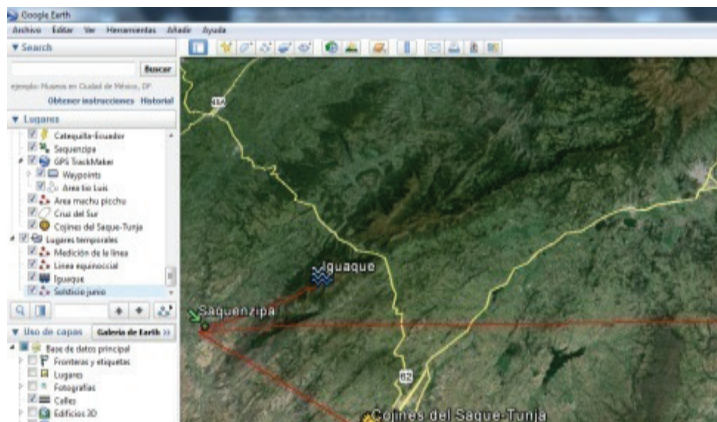 Google Earth
Archivo Editar Ver Herramientas Añadir Ayuda
Search
Buscar
ejemplo: Museos en Ciudad de México, DF
Obtener instrucciones Historial
Lugares
Catequilla-Ecuador
Saquenzipa
GPS TrackMaker
Waypoints
Area tio Luis
Area machu picchu
Cruz del Sur
Cojines del Saque-Tunja
Lugares temporales
Medición de la línea
Linea equinoccial
Iguaque
Solsticio junio
Uso de capas Galería de Earth >>
Base de datos principal
Fronteras y etiquetas
Lugares
Fotografías
Calles
Edificios 3D
45A
Iguaque
Saquenzipa
62
Cojines del Saque-Tunja